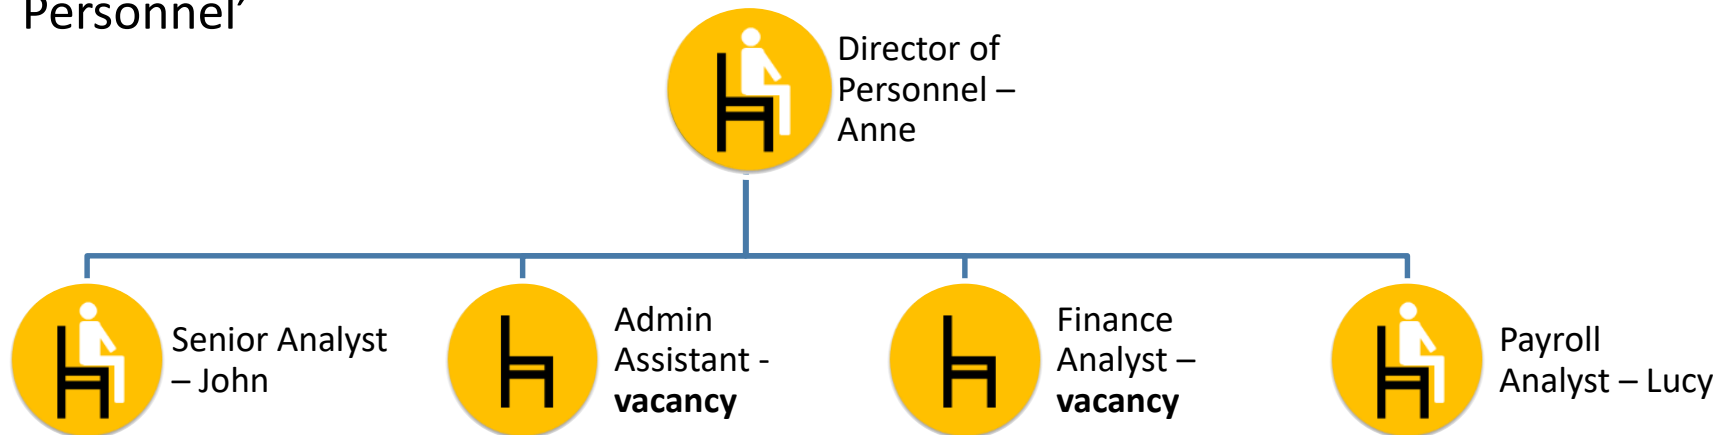 Personnel’
Director of
Personnel –
Anne
Senior Analyst
– John
Admin
Assistant -
vacancy
Finance
Analyst –
vacancy
Payroll
Analyst – Lucy